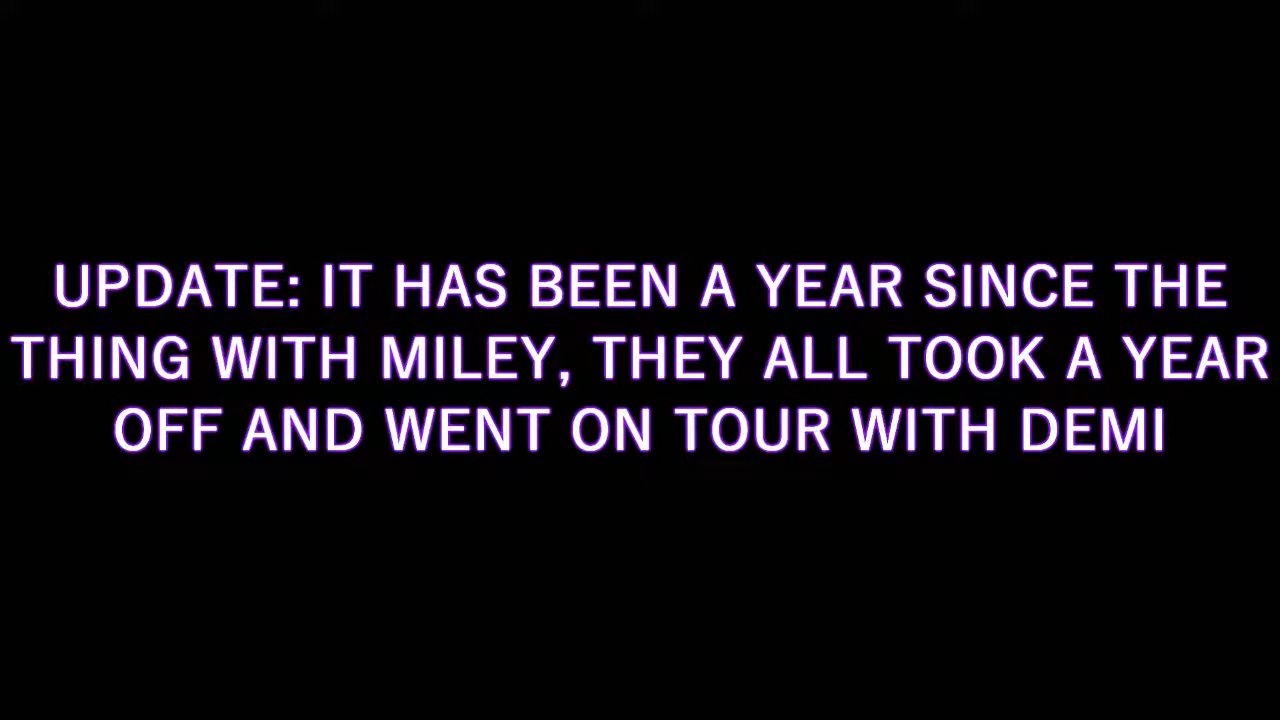 UPDATE: IT HAS BEEN A YEAR SINCE THE
THING WITH MILEY, THEY ALL TOOK A YEAR
OFF AND WENT ON TOUR WITH DEMI